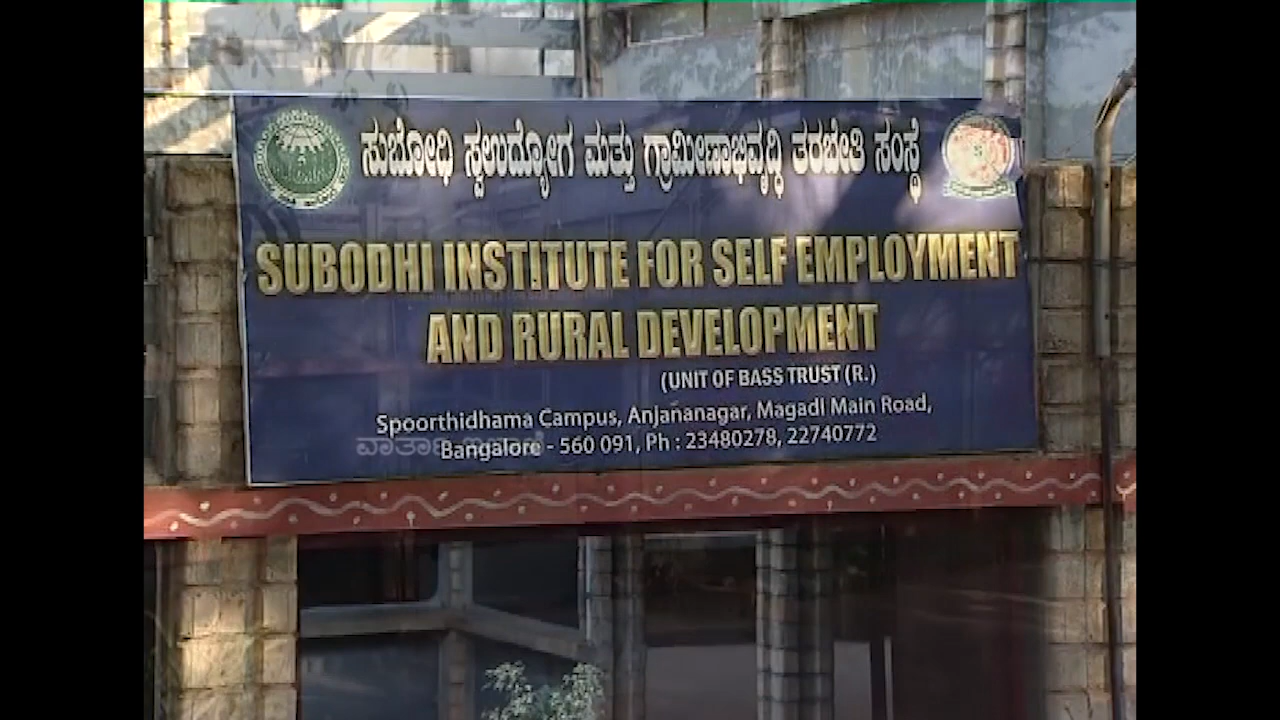 ಸುಬೋಧಿ ಸ್ವಉದ್ಯೋಗ ಮತ್ತು ಗ್ರಾಮೀಣಾಭಿವೃದ್ಧಿ ತರಬೇತಿ ಸಂಸ್ಥೆ
SUBODHI INSTITUTE FOR SELF EMPLOYMENT
AND RURAL DEVELOPMENT
(UNIT OF BASS TRUST (R.)
Spoorthidhama Campus, Anjananagar, Magadi Main Road,
Bangalore - 560 091, Ph : 23480278, 22740772
ವಾರ್ತಾ ಇಲಾಖೆ